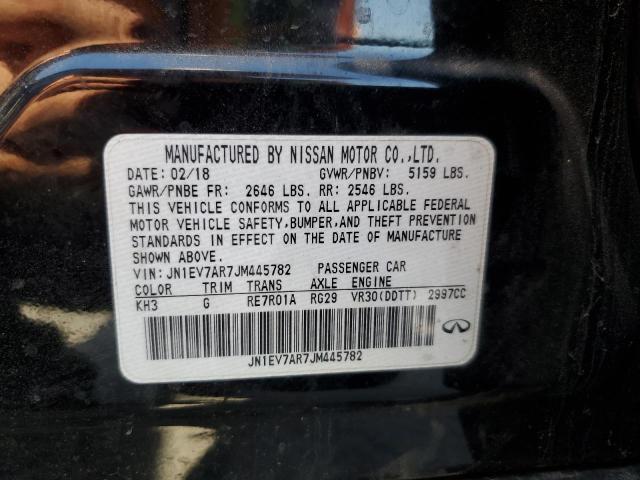 MANUFACTURED BY NISSAN MOTOR CO.,LTD.
DATE: 02/18 GVWR/PNBV: 5159 LBS.
GAWR/PNBE FR: 2646 LBS. RR: 2546 LBS.
THIS VEHICLE CONFORMS TO ALL APPLICABLE FEDERAL
MOTOR VEHICLE SAFETY, BUMPER, AND THEFT PREVENTION
STANDARDS IN EFFECT ON THE DATE OF MANUFACTURE
SHOWN ABOVE.
VIN: JN1EV7AR7JM445782 PASSENGER CAR
COLOR TRIM TRANS AXLE ENGINE
KH3 G RE7R01A RG29 VR30(DDTT) 2997CC
JN1EV7AR7JM445782